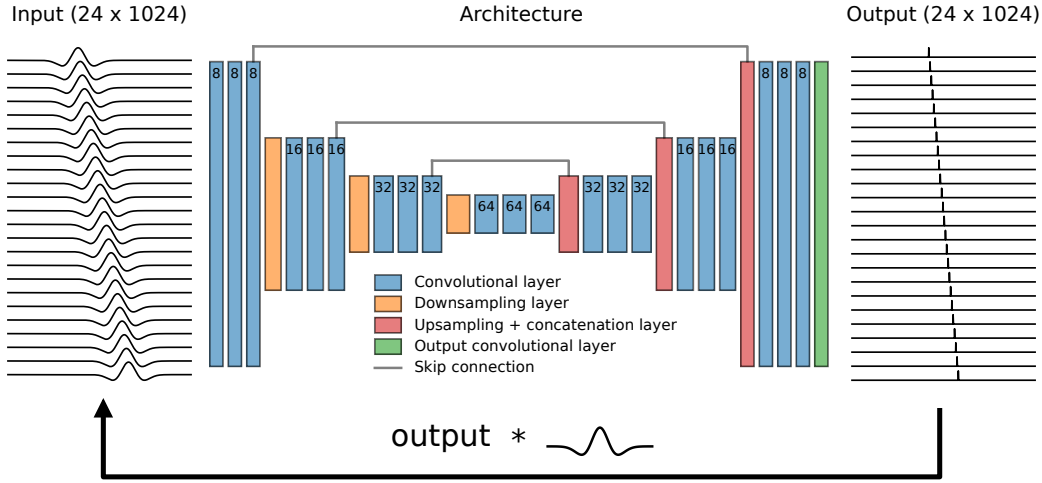 Input (24 x 1024)
Architecture
Output (24 x 1024)
8 8 8
8 8 8
16 16 16
16 16 16
32 32 32
32 32 32
64 64 64
Convolutional layer
Downsampling layer
Upsampling + concatenation layer
Output convolutional layer
Skip connection
output *